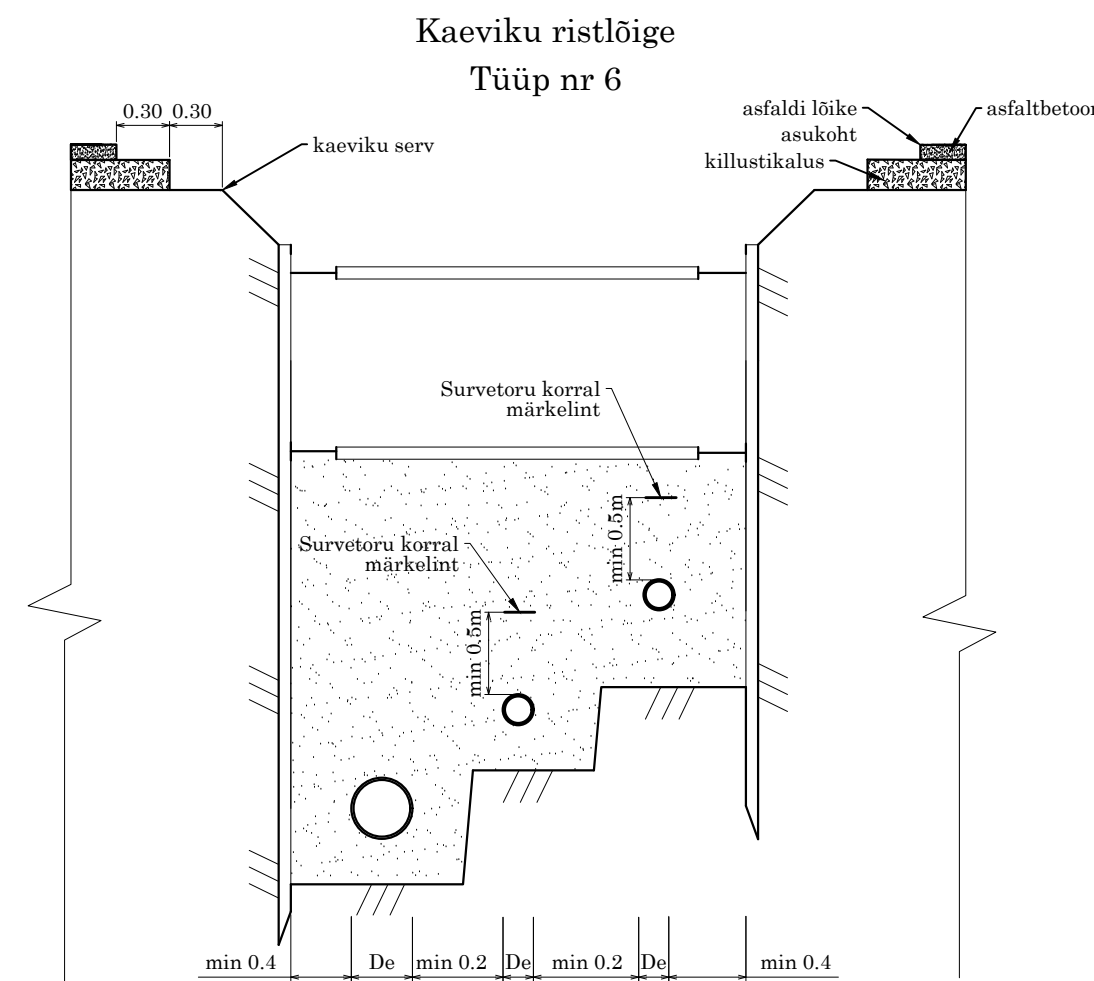 Kaeviku ristlõige
Tüüp nr 6
0.30 0.30
kaeviku serv
asfaldi lõike
asukoht
asfaltbetoon
killustikalus
Survetoru korral
märkelint
min 0.5m
Survetoru korral
märkelint
min 0.5m
min 0.4 De min 0.2 De min 0.2 De min 0.4